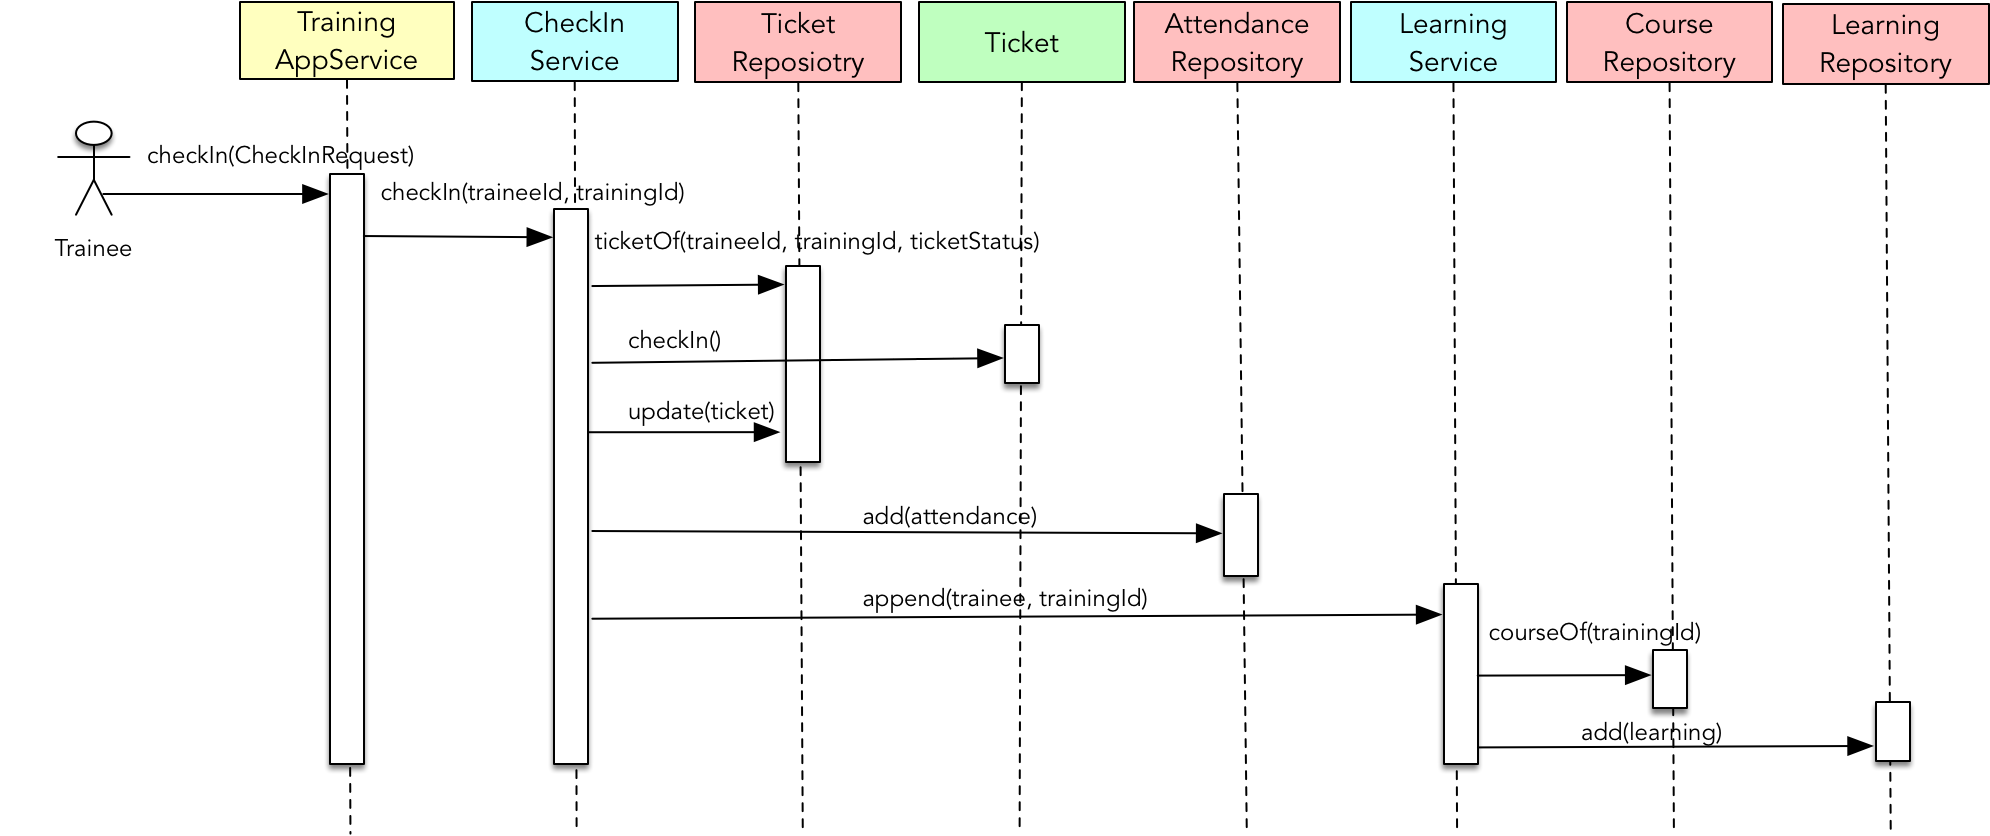 Training
AppService
CheckIn
Service
Ticket
Reposiotry
Ticket
Attendance
Repository
Learning
Service
Course
Repository
Learning
Repository
checkIn(CheckInRequest)
checkIn(traineeId, trainingId)
Trainee
ticketOf(traineeId, trainingId, ticketStatus)
checkIn()
update(ticket)
add(attendance)
append(trainee, trainingId)
courseOf(trainingId)
add(learning)